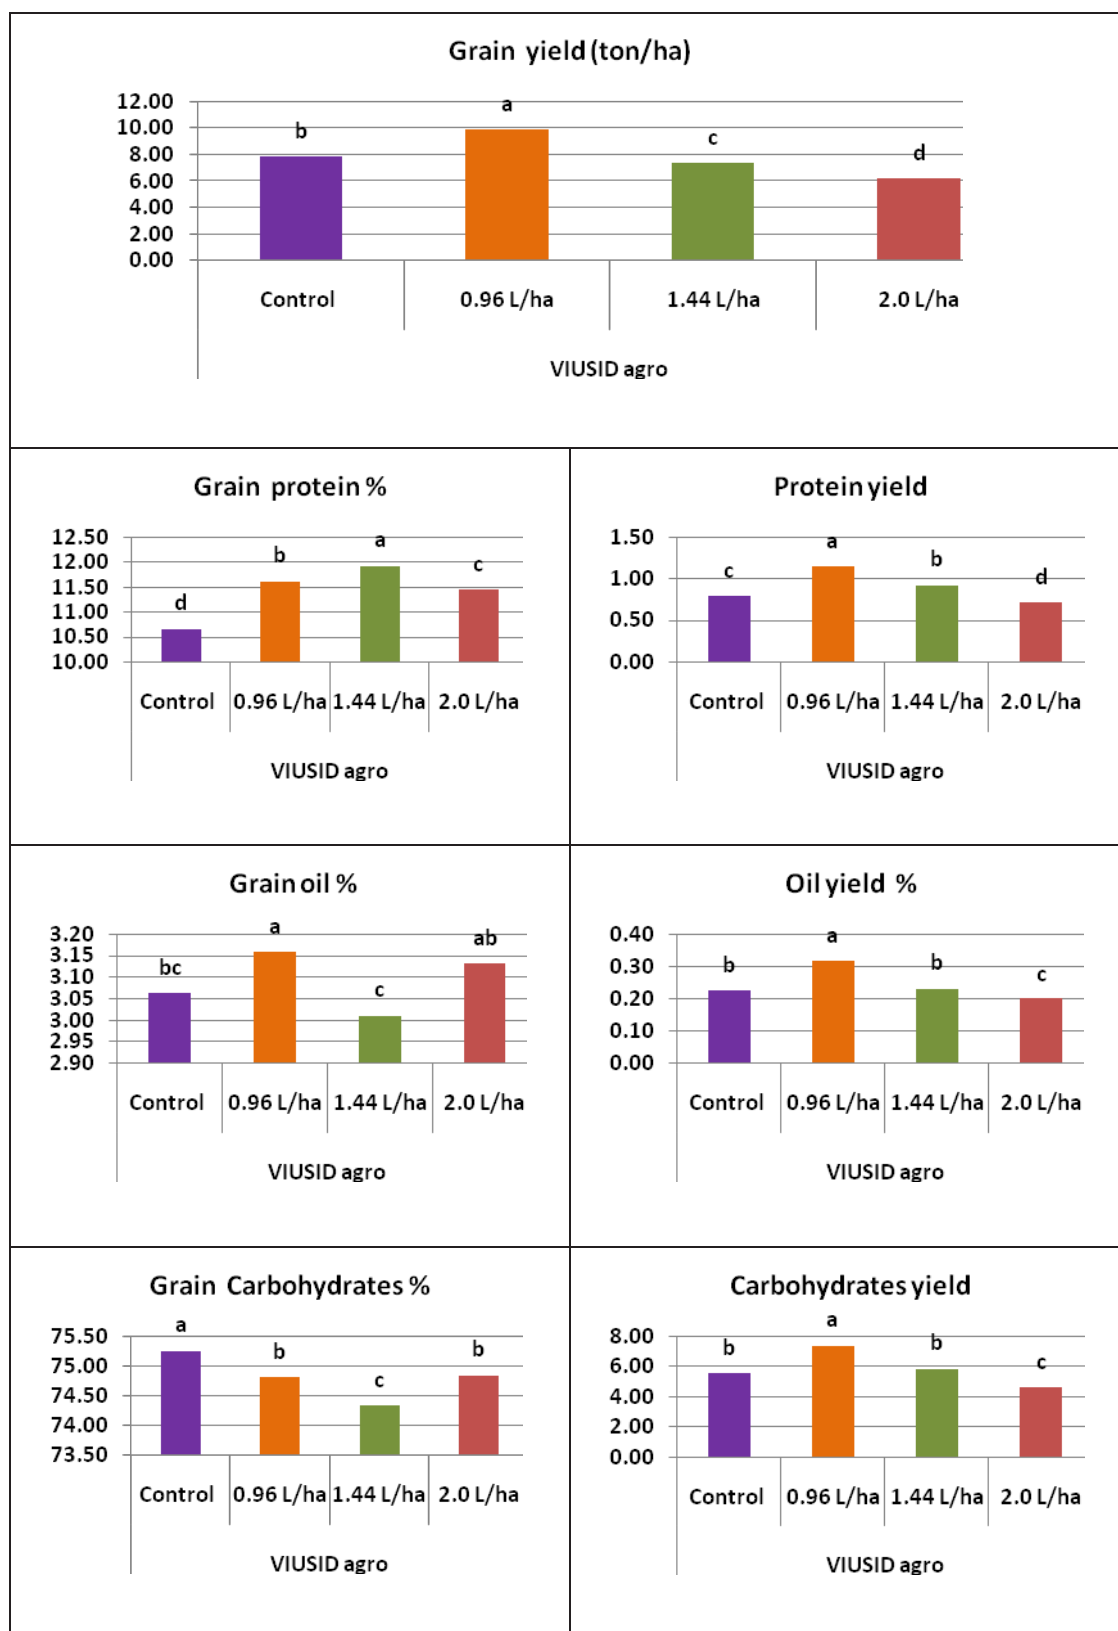 Grain yield (ton/ha)
12.00
10.00
8.00
6.00
4.00
2.00
0.00
b
a
c
d
Control
0.96 L/ha
1.44 L/ha
2.0 L/ha
VIUSID agro
Grain protein %
12.50
12.00
11.50
11.00
10.50
10.00
d
b
a
c
Control
0.96 L/ha
1.44 L/ha
2.0 L/ha
VIUSID agro
Protein yield
1.50
1.00
0.50
0.00
c
a
b
d
Control
0.96 L/ha
1.44 L/ha
2.0 L/ha
VIUSID agro
Grain oil %
3.20
3.15
3.10
3.05
3.00
2.95
2.90
bc
a
c
ab
Control
0.96 L/ha
1.44 L/ha
2.0 L/ha
VIUSID agro
Oil yield %
0.40
0.30
0.20
0.10
0.00
b
a
b
c
Control
0.96 L/ha
1.44 L/ha
2.0 L/ha
VIUSID agro
Grain Carbohydrates %
75.50
75.00
74.50
74.00
73.50
a
b
c
b
Control
0.96 L/ha
1.44 L/ha
2.0 L/ha
VIUSID agro
Carbohydrates yield
8.00
6.00
4.00
2.00
0.00
b
a
b
c
Control
0.96 L/ha
1.44 L/ha
2.0 L/ha
VIUSID agro